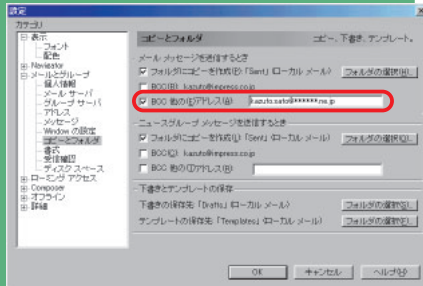 設定
カテゴリ
表示
フォント
配色
Navigator
メールとグループ
個人情報
メール サーバ
グループ サーバ
アドレス
メッセージ
Window の設定
コピーとフォルダ
書式
受信確認
ディスク スペース
ローミング アクセス
Composer
オフライン
詳細
コピーとフォルダ
コピー、下書き、テンプレート。
メール メッセージを送信するとき
フォルダにコピーを作成(P) 「Sent」 (ローカル メール)
フォルダの選択(H)...
BCC(B): kazuto@impress.co.jp
BCC 他の(E)アドレス(A):
kazuto.sato@*******.ne.jp
ニュースグループ メッセージを送信するとき
フォルダにコピーを作成(L) 「Sent」 (ローカル メール)
フォルダの選択(O)...
BCC(C): kazuto@impress.co.jp
BCC 他の(T)アドレス(R):
下書きとテンプレートの保存
下書きの保存先 「Drafts」 (ローカル メール)
フォルダの選択(S)...
テンプレートの保存先 「Templates」 (ローカル メール)
フォルダの選択(E)...
OK
キャンセル
ヘルプ(H)